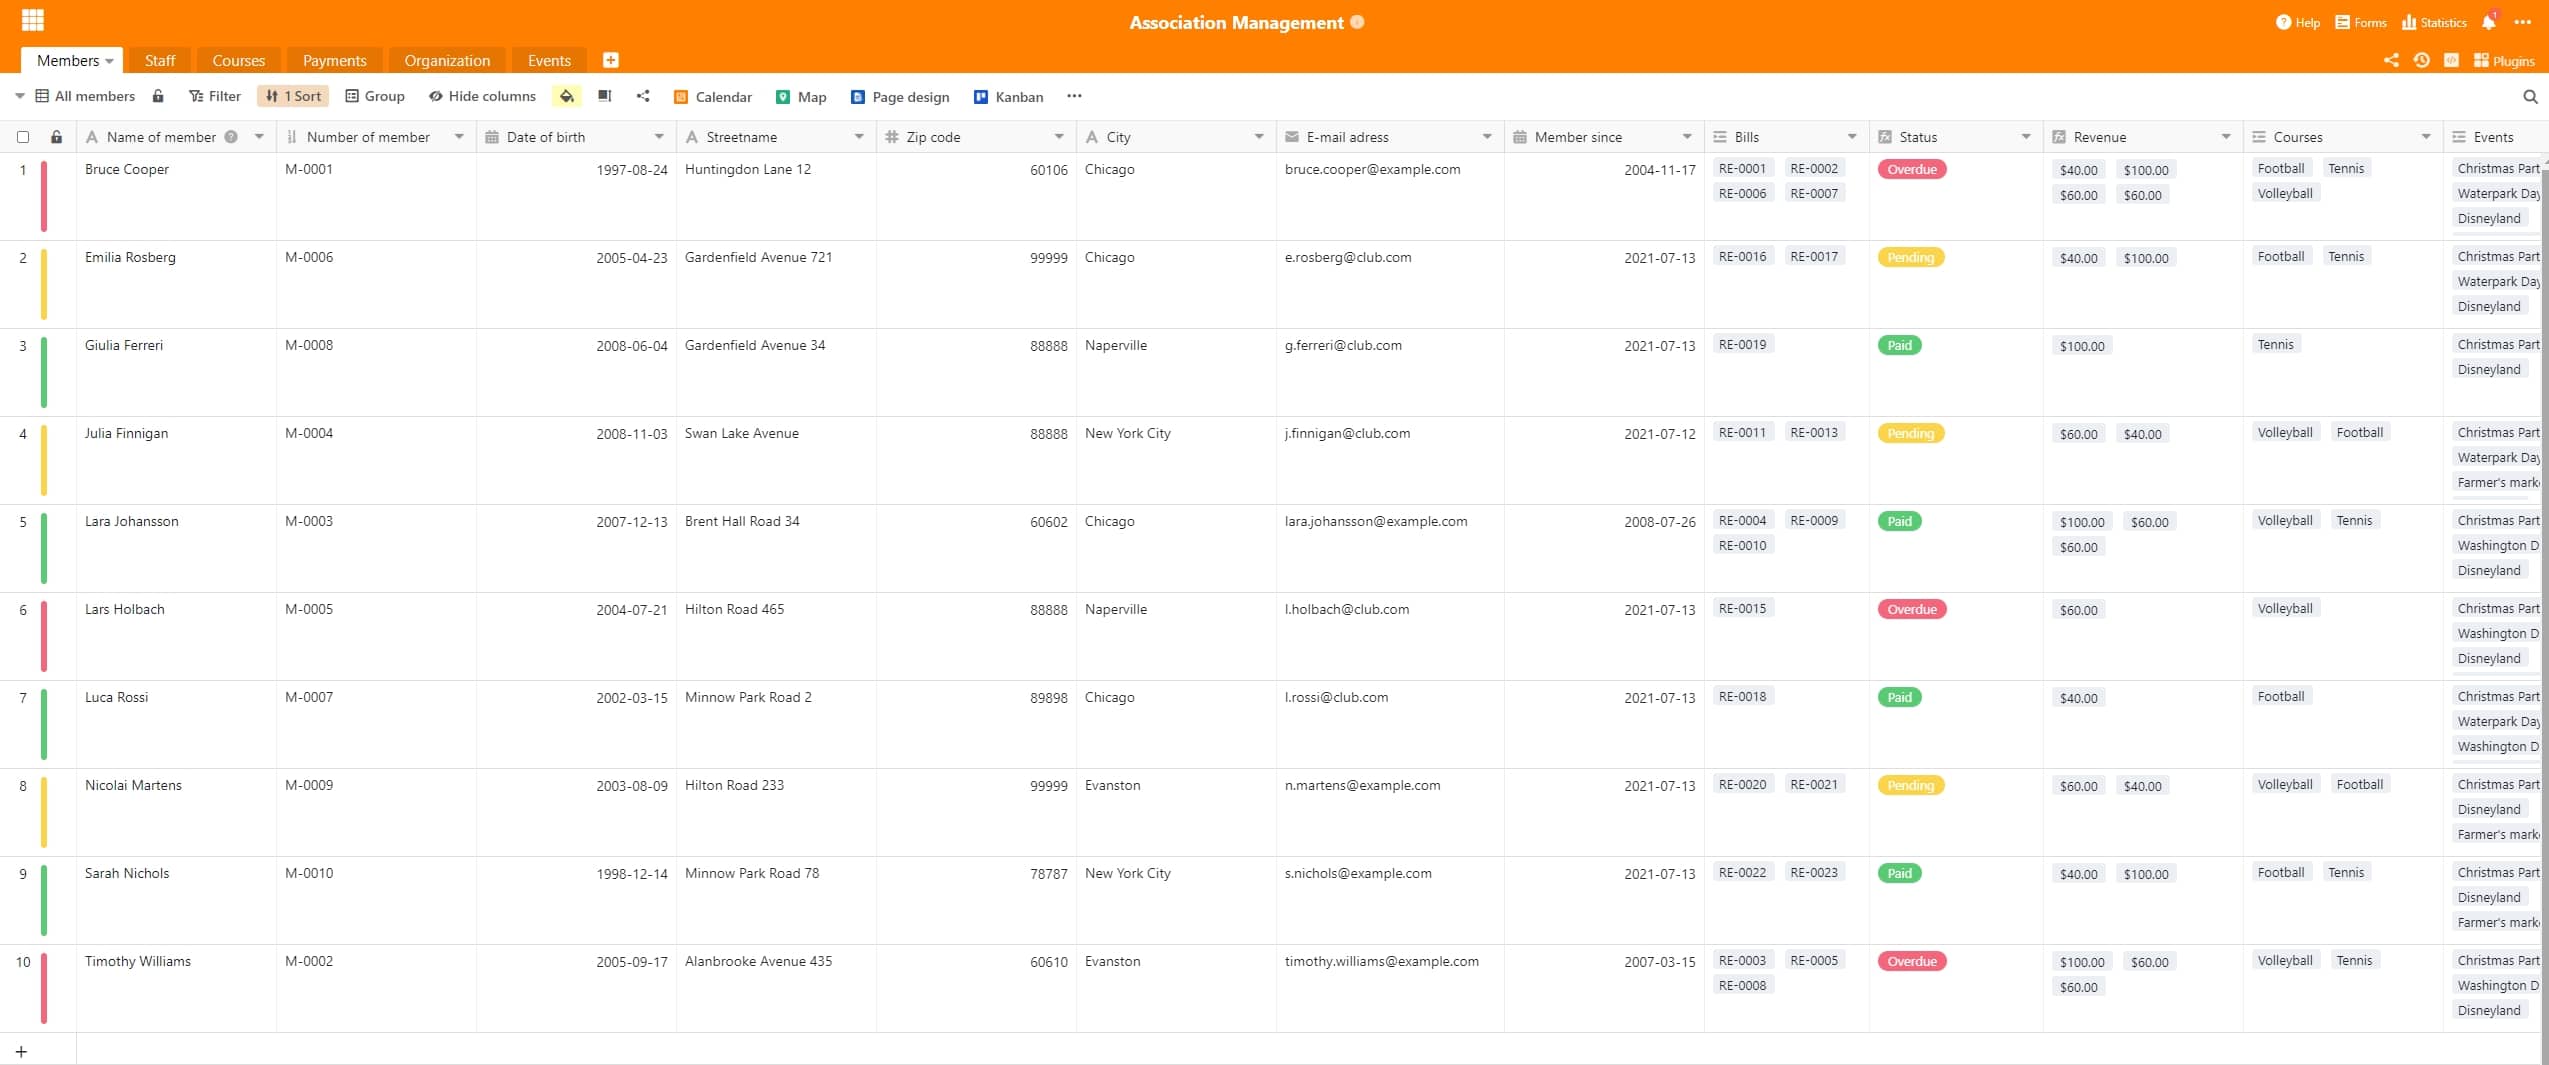 Association Management
Help Forms Statistics 1
Members Staff Courses Payments Organization Events
Plugins
All members Filter 1 Sort Group Hide columns Calendar Map Page design Kanban
Name of member Number of member Date of birth Streetname Zip code City E-mail adress Member since Bills Status Revenue Courses Events
1 Bruce Cooper M-0001 1997-08-24 Huntingdon Lane 12 60106 Chicago bruce.cooper@example.com 2004-11-17 RE-0001 RE-0002 Overdue $40.00 $100.00 Football Tennis Christmas Part
RE-0006 RE-0007 $60.00 $60.00 Volleyball Waterpark Day
Disneyland
2 Emilia Rosberg M-0006 2005-04-23 Gardenfield Avenue 721 99999 Chicago e.rosberg@club.com 2021-07-13 RE-0016 RE-0017 Pending $40.00 $100.00 Football Tennis Christmas Part
Waterpark Day
Disneyland
3 Giulia Ferreri M-0008 2008-06-04 Gardenfield Avenue 34 88888 Naperville g.ferreri@club.com 2021-07-13 RE-0019 Paid $100.00 Tennis Christmas Part
Disneyland
4 Julia Finnigan M-0004 2008-11-03 Swan Lake Avenue 88888 New York City j.finnigan@club.com 2021-07-12 RE-0011 RE-0013 Pending $60.00 $40.00 Volleyball Football Christmas Part
Waterpark Day
Farmer's mark
5 Lara Johansson M-0003 2007-12-13 Brent Hall Road 34 60602 Chicago lara.johansson@example.com 2008-07-26 RE-0004 RE-0009 Paid $100.00 $60.00 Volleyball Tennis Christmas Part
RE-0010 $60.00 Washington D
Disneyland
6 Lars Holbach M-0005 2004-07-21 Hilton Road 465 88888 Naperville l.holbach@club.com 2021-07-13 RE-0015 Overdue $60.00 Volleyball Christmas Part
Washington D
Disneyland
7 Luca Rossi M-0007 2002-03-15 Minnow Park Road 2 89898 Chicago l.rossi@club.com 2021-07-13 RE-0018 Paid $40.00 Football Christmas Part
Waterpark Day
Washington D
8 Nicolai Martens M-0009 2003-08-09 Hilton Road 233 99999 Evanston n.martens@example.com 2021-07-13 RE-0020 RE-0021 Pending $60.00 $40.00 Volleyball Football Christmas Part
Disneyland
Farmer's mark
9 Sarah Nichols M-0010 1998-12-14 Minnow Park Road 78 78787 New York City s.nichols@example.com 2021-07-13 RE-0022 RE-0023 Paid $40.00 $100.00 Football Tennis Christmas Part
Disneyland
Farmer's mark
10 Timothy Williams M-0002 2005-09-17 Alanbrooke Avenue 435 60610 Evanston timothy.williams@example.com 2007-03-15 RE-0003 RE-0005 Overdue $100.00 $60.00 Volleyball Tennis Christmas Part
RE-0008 $60.00 Washington D
Disneyland